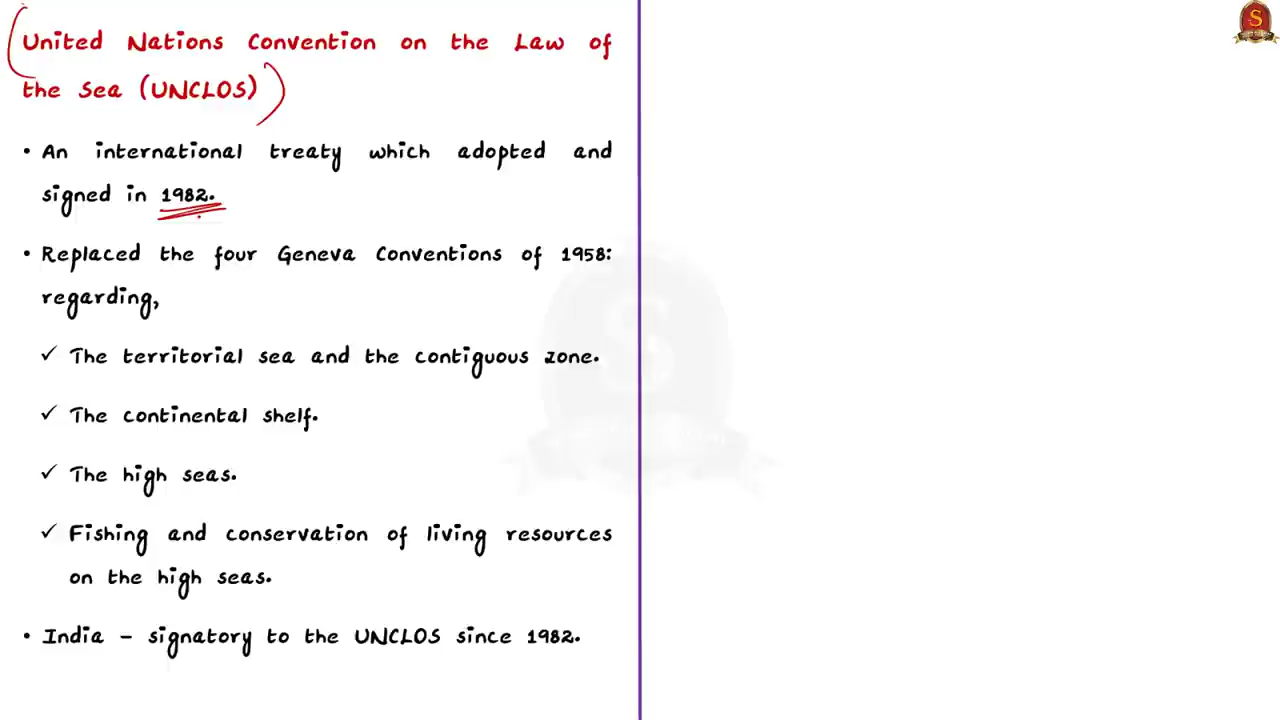 United Nations Convention on the Law of
the Sea (UNCLOS)
• An international treaty which adopted and
signed in 1982.
• Replaced the four Geneva Conventions of 1958:
regarding,
✓ The territorial sea and the contiguous zone.
✓ The continental shelf.
✓ The high seas.
✓ Fishing and conservation of living resources
on the high seas.
• India – signatory to the UNCLOS since 1982.
S